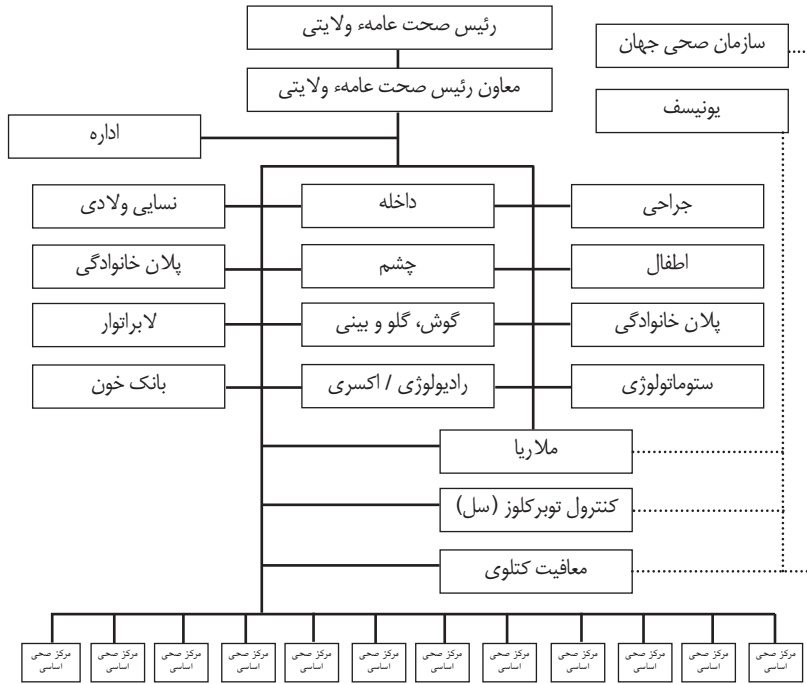 رئیس صحت عامهء ولایتی
سازمان صحی جهان
معاون رئیس صحت عامهء ولایتی
یونیسف
اداره
جراحی
داخله
نسایی ولادی
اطفال
چشم
پلان خانوادگی
پلان خانوادگی
گوش، گلو و بینی
لابراتوار
ستوماتولوژی
رادیولوژی / اکسری
بانک خون
ملاریا
کنترول توبرکلوز (سل)
معافیت کتلوی
مرکز صحی
اساسی
مرکز صحی
اساسی
مرکز صحی
اساسی
مرکز صحی
اساسی
مرکز صحی
اساسی
مرکز صحی
اساسی
مرکز صحی
اساسی
مرکز صحی
اساسی
مرکز صحی
اساسی
مرکز صحی
اساسی
مرکز صحی
اساسی
مرکز صحی
اساسی